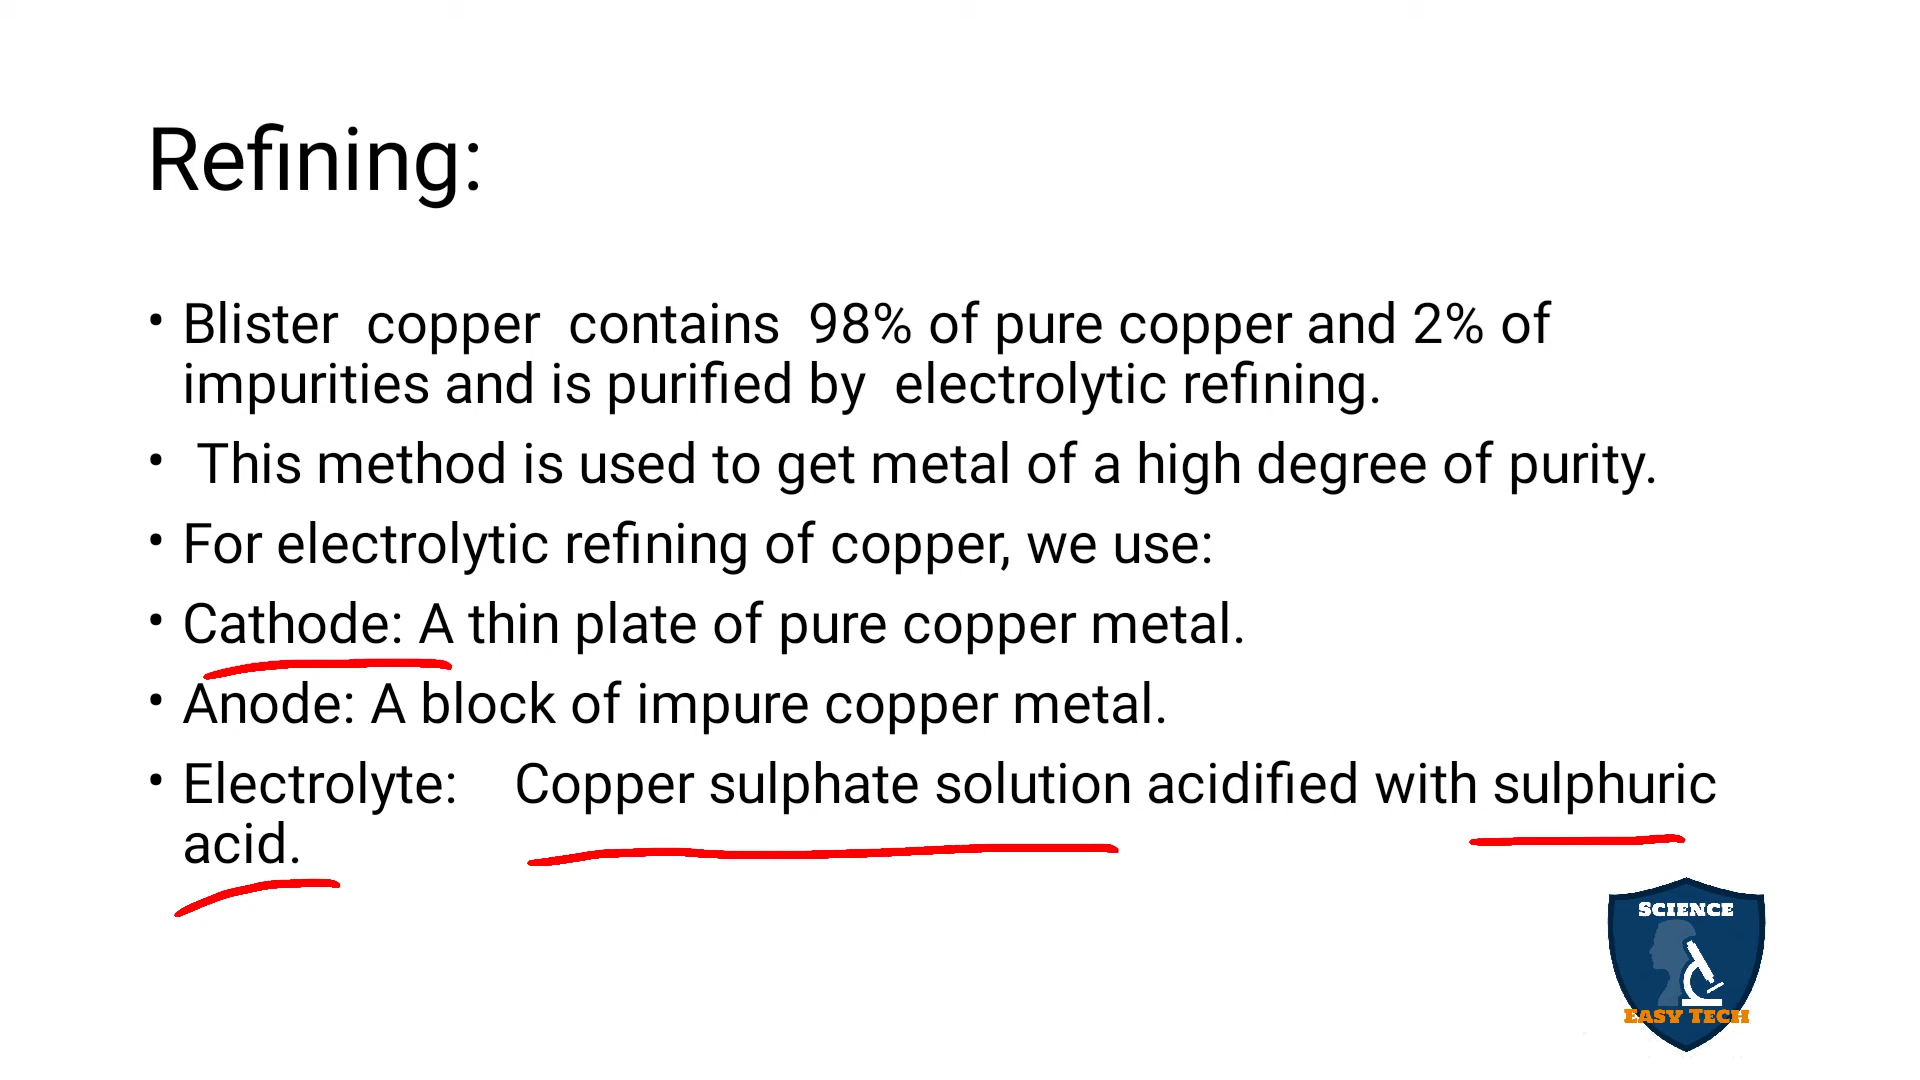 Refining:
• Blister copper contains 98% of pure copper and 2% of
impurities and is purified by electrolytic refining.
• This method is used to get metal of a high degree of purity.
• For electrolytic refining of copper, we use:
• Cathode: A thin plate of pure copper metal.
• Anode: A block of impure copper metal.
• Electrolyte: Copper sulphate solution acidified with sulphuric
acid.
SCIENCE
EASY TECH